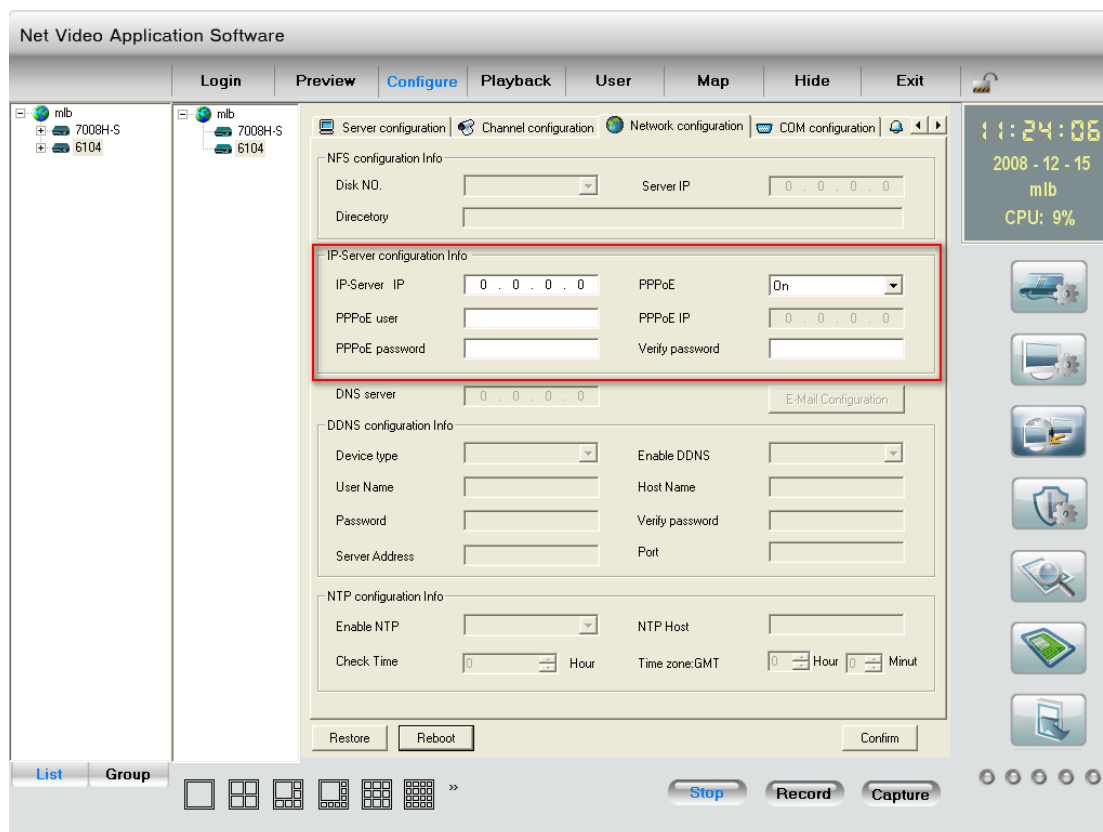 Net Video Application Software
Login Preview Configure Playback User Map Hide Exit
mlb
7008H-S
6104
mlb
7008H-S
6104
Server configuration Channel configuration Network configuration COM configuration
11:24:06
2008 - 12 - 15
mlb
CPU: 9%
NFS configuration Info
Disk NO. Server IP 0 . 0 . 0 . 0
Direcetory
IP-Server configuration Info
IP-Server IP 0 . 0 . 0 . 0 PPPoE On
PPPoE user PPPoE IP 0 . 0 . 0 . 0
PPPoE password Verify password
DNS server 0 . 0 . 0 . 0 E-Mail Configuration
DDNS configuration Info
Device type Enable DDNS
User Name Host Name
Password Verify password
Server Address Port
NTP configuration Info
Enable NTP NTP Host
Check Time 0 Hour Time zone:GMT 0 Hour 0 Minut
Restore Reboot Confirm
List Group
» Stop Record Capture